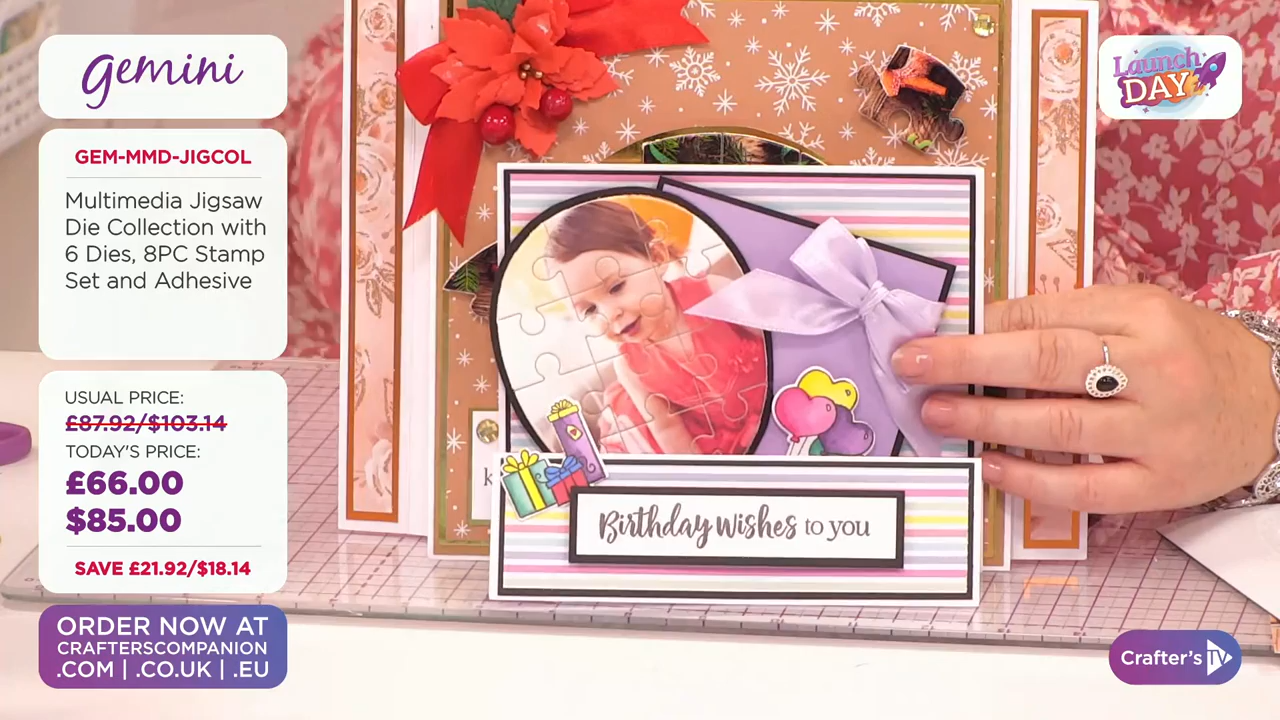 gemini
GEM-MMD-JIGCOL
Multimedia Jigsaw
Die Collection with
6 Dies, 8PC Stamp
Set and Adhesive
USUAL PRICE:
£87.92/$103.14
TODAY'S PRICE:
£66.00
$85.00
SAVE £21.92/$18.14
ORDER NOW AT
CRAFTERSCOMPANION
.COM | .CO.UK | .EU
Launch
DAY
Birthday wishes to you
Crafter's TV